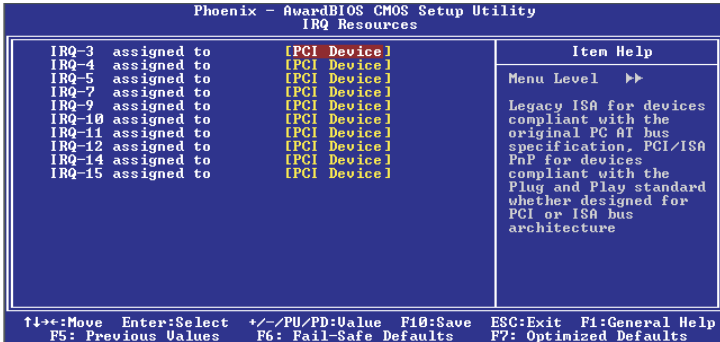 Phoenix - AwardBIOS CMOS Setup Utility
IRQ Resources
IRQ-3 assigned to [PCI Device]
IRQ-4 assigned to [PCI Device]
IRQ-5 assigned to [PCI Device]
IRQ-7 assigned to [PCI Device]
IRQ-9 assigned to [PCI Device]
IRQ-10 assigned to [PCI Device]
IRQ-11 assigned to [PCI Device]
IRQ-12 assigned to [PCI Device]
IRQ-14 assigned to [PCI Device]
IRQ-15 assigned to [PCI Device]
Item Help
Menu Level ▶▶
Legacy ISA for devices
compliant with the
original PC AT bus
specification, PCI/ISA
PnP for devices
compliant with the
Plug and Play standard
whether designed for
PCI or ISA bus
architecture
↑↓→←:Move Enter:Select +/-/PU/PD:Value F10:Save ESC:Exit F1:General Help
F5: Previous Values F6: Fail-Safe Defaults F7: Optimized Defaults